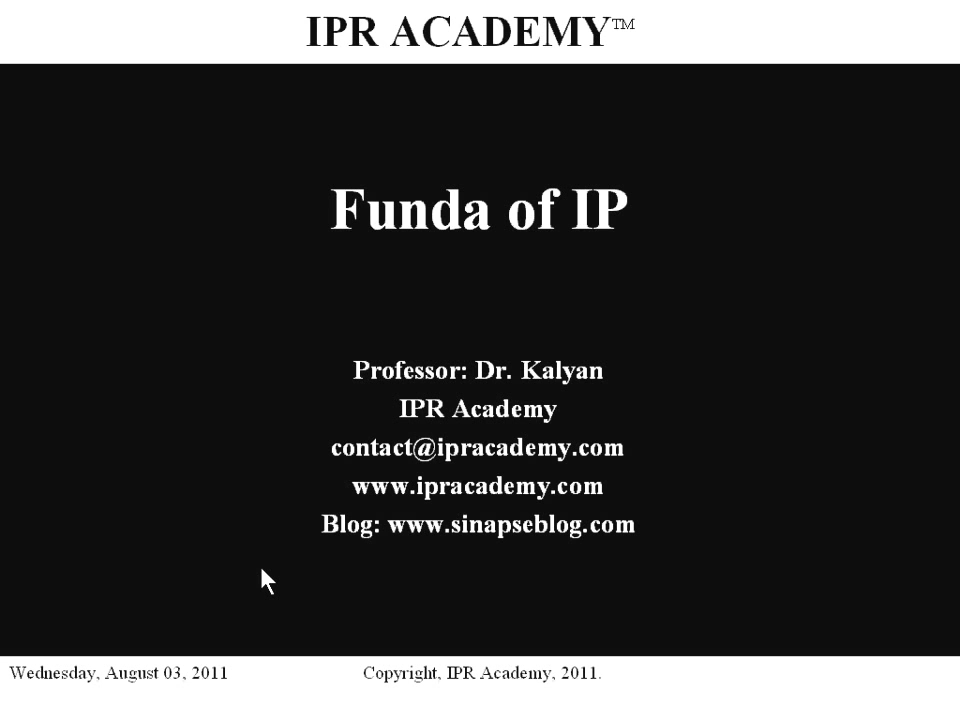 IPR ACADEMY™
Funda of IP
Professor: Dr. Kalyan
IPR Academy
contact@ipracademy.com
www.ipracademy.com
Blog: www.sinapseblog.com
Wednesday, August 03, 2011
Copyright, IPR Academy, 2011.